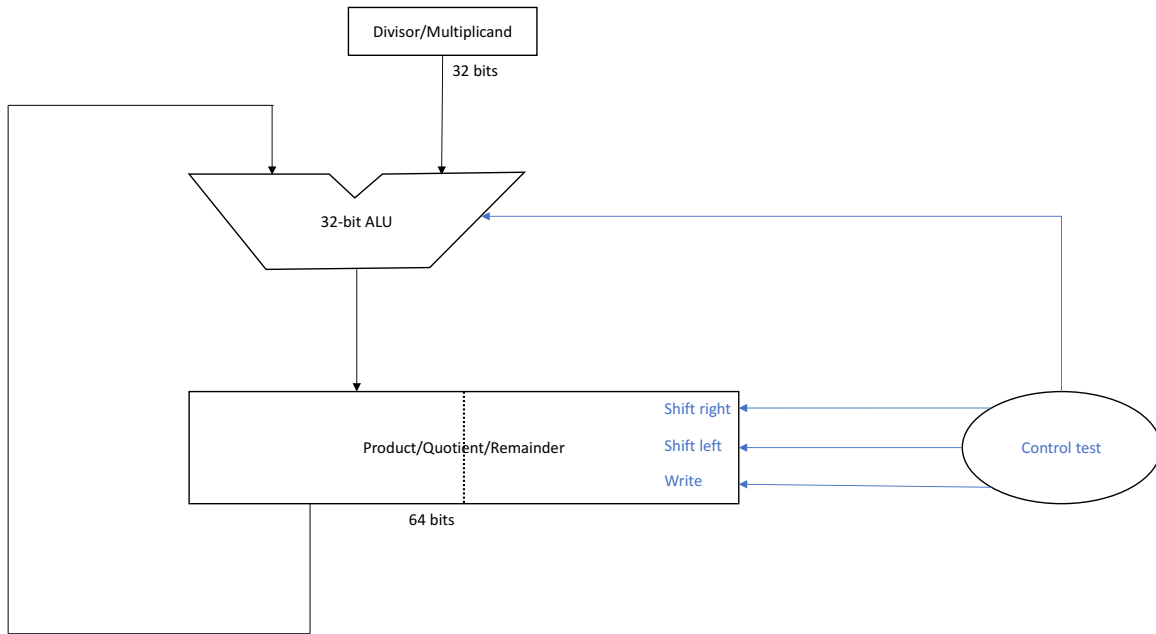 Divisor/Multiplicand
32 bits
32-bit ALU
Shift right
Product/Quotient/Remainder
Shift left
Control test
Write
64 bits